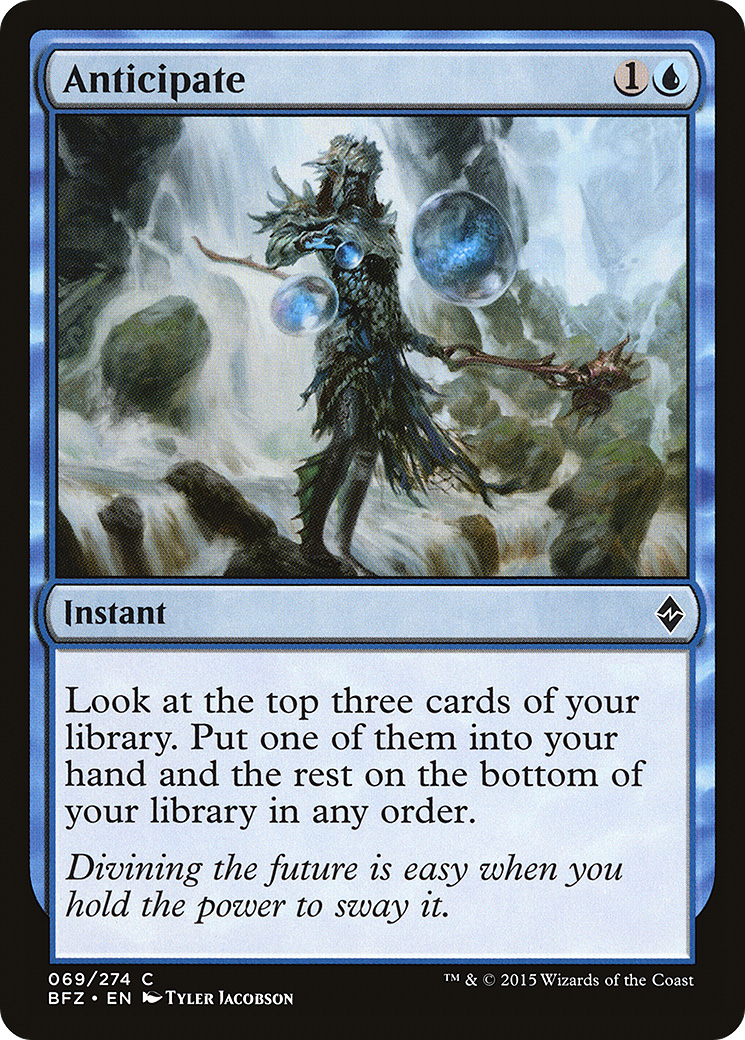 Anticipate 1
Instant
Look at the top three cards of your
library. Put one of them into your
hand and the rest on the bottom of
your library in any order.
Divining the future is easy when you
hold the power to sway it.
069/274 C
™ & © 2015 Wizards of the Coast
BFZ • EN Tyler Jacobson